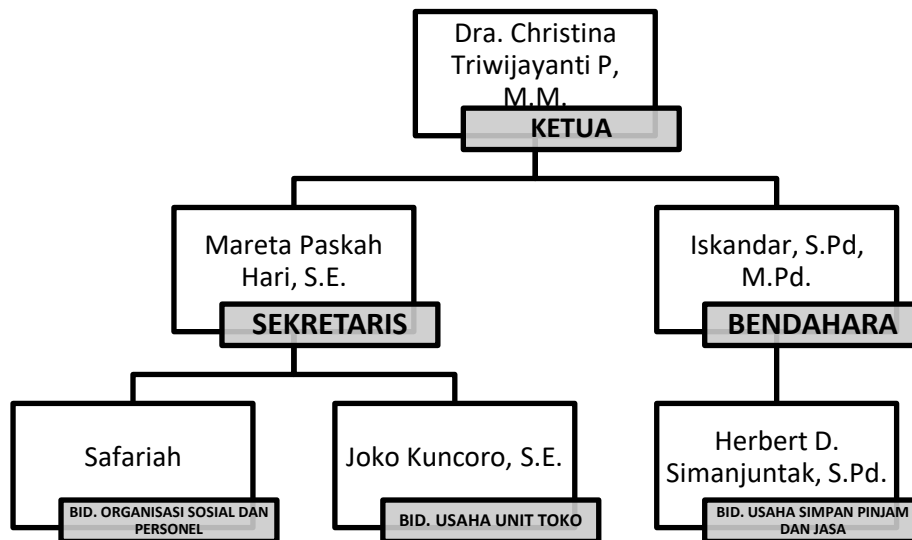 Dra. Christina
Triwijayanti P,
M.M.
KETUA
Mareta Paskah
Hari, S.E.
SEKRETARIS
Iskandar, S.Pd,
M.Pd.
BENDAHARA
Safariah
BID. ORGANISASI SOSIAL DAN
PERSONEL
Joko Kuncoro, S.E.
BID. USAHA UNIT TOKO
Herbert D.
Simanjuntak, S.Pd.
BID. USAHA SIMPAN PINJAM
DAN JASA